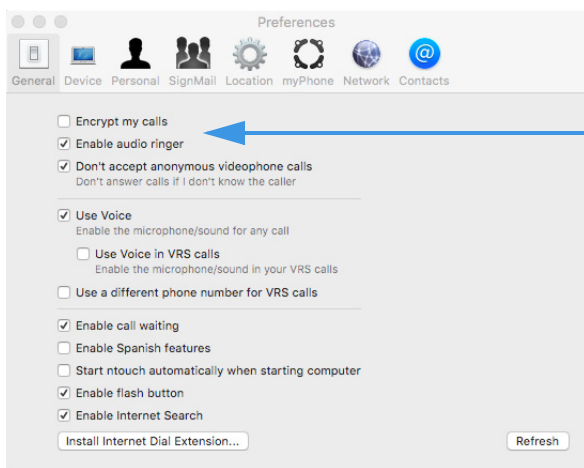 Preferences
General Device Personal SignMail Location myPhone Network Contacts
Encrypt my calls
Enable audio ringer
Don't accept anonymous videophone calls
Don't answer calls if I don't know the caller
Use Voice
Enable the microphone/sound for any call
Use Voice in VRS calls
Enable the microphone/sound in your VRS calls
Use a different phone number for VRS calls
Enable call waiting
Enable Spanish features
Start ntouch automatically when starting computer
Enable flash button
Enable Internet Search
Install Internet Dial Extension... Refresh